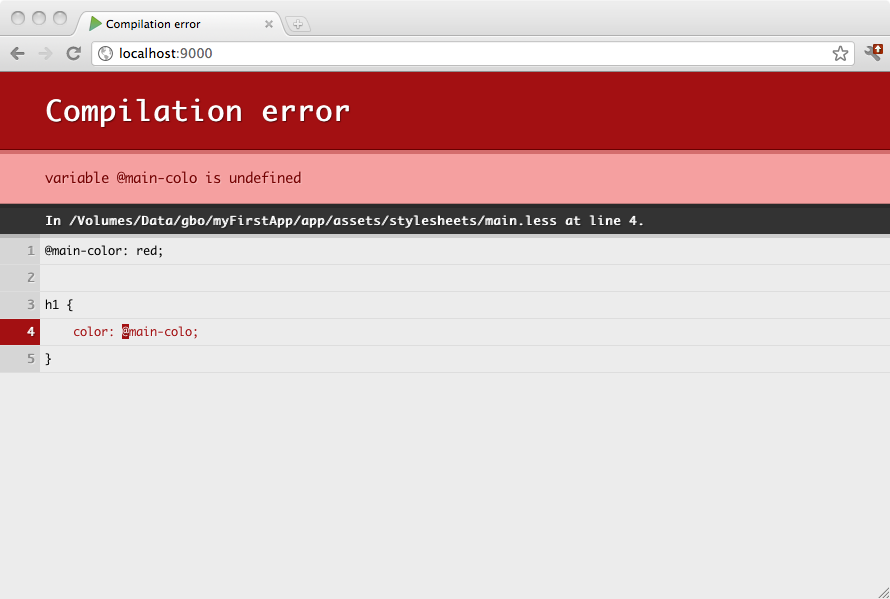 Compilation error
localhost:9000
Compilation error
variable @main-colo is undefined
In /Volumes/Data/gbo/myFirstApp/app/assets/stylesheets/main.less at line 4.
1 @main-color: red;
2
3 h1 {
4     color: @main-colo;
5 }